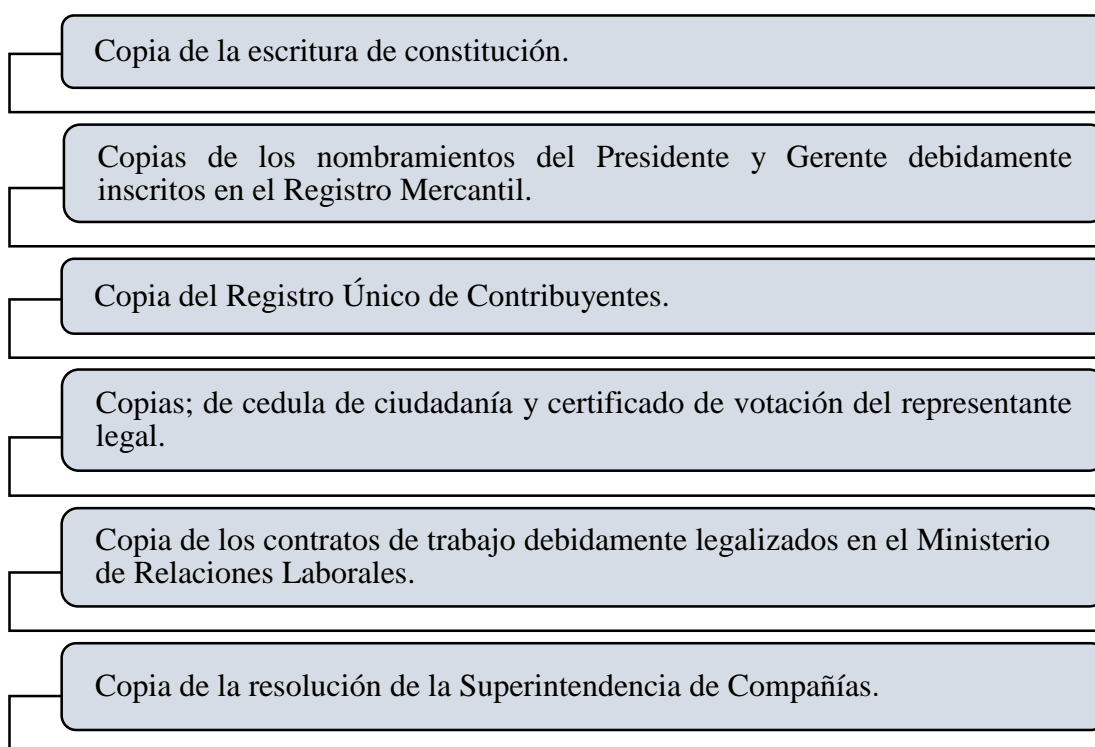 Copia de la escritura de constitución.
Copias de los nombramientos del Presidente y Gerente debidamente
inscritos en el Registro Mercantil.
Copia del Registro Único de Contribuyentes.
Copias; de cedula de ciudadanía y certificado de votación del representante
legal.
Copia de los contratos de trabajo debidamente legalizados en el Ministerio
de Relaciones Laborales.
Copia de la resolución de la Superintendencia de Compañías.